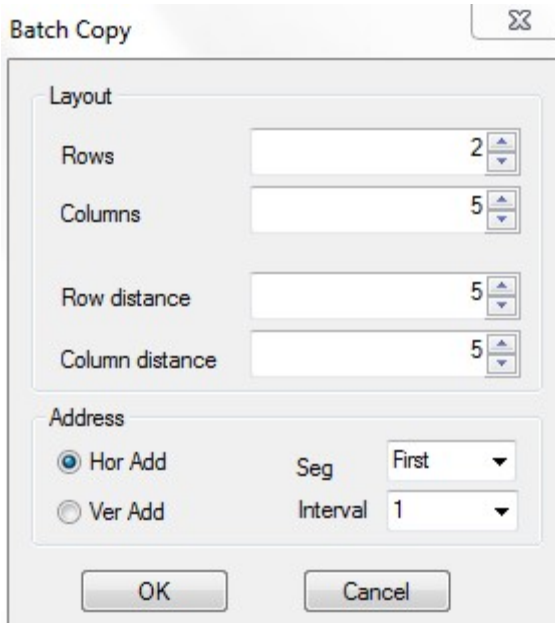 Batch Copy
Layout
Rows 2
Columns 5
Row distance 5
Column distance 5
Address
Hor Add Seg First
Ver Add Interval 1
OK Cancel